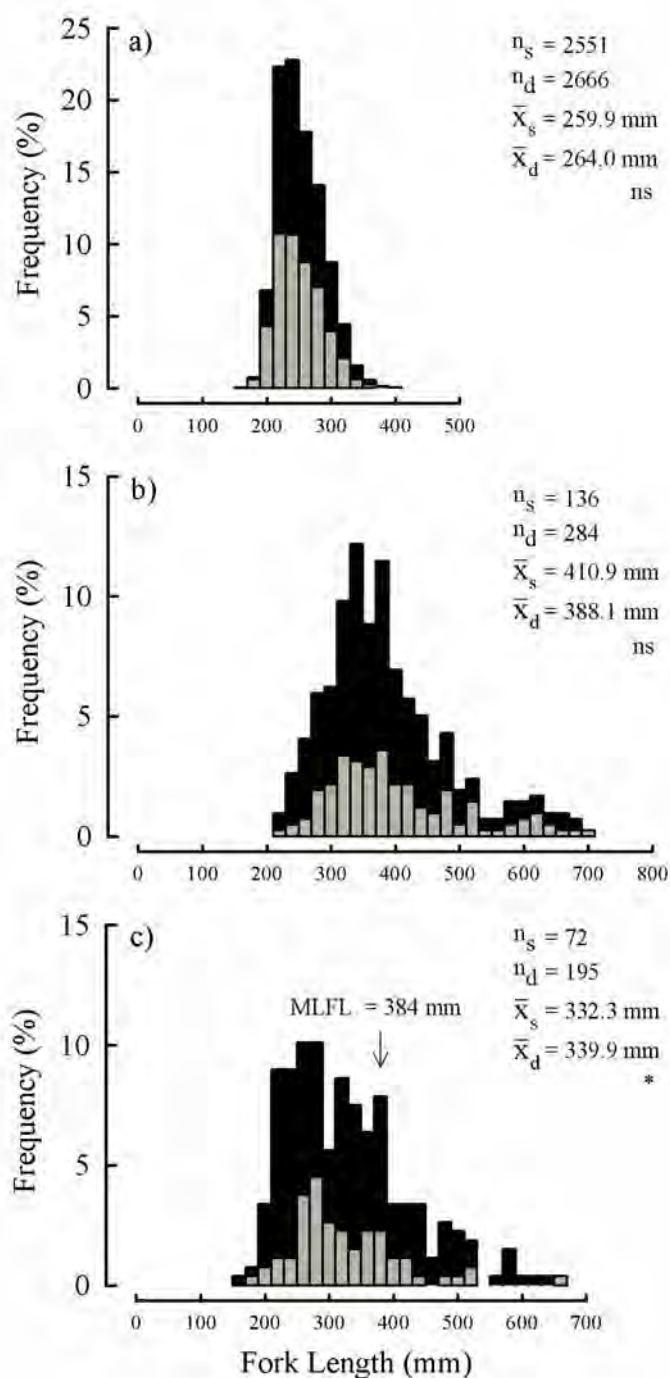 a)
n_s = 2551
n_d = 2666
x̄_s = 259.9 mm
x̄_d = 264.0 mm
ns
Frequency (%)
25
20
15
10
5
0
0 100 200 300 400 500
b)
n_s = 136
n_d = 284
x̄_s = 410.9 mm
x̄_d = 388.1 mm
ns
Frequency (%)
15
10
5
0
0 100 200 300 400 500 600 700 800
c)
n_s = 72
n_d = 195
x̄_s = 332.3 mm
x̄_d = 339.9 mm
*
MLFL = 384 mm
Frequency (%)
15
10
5
0
0 100 200 300 400 500 600 700
Fork Length (mm)